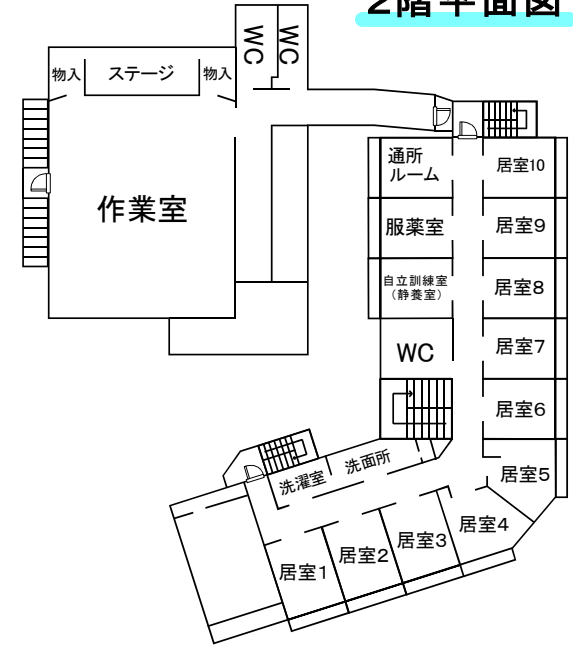 2階平面図
WC
WC
物入
ステージ
物入
作業室
通所
ルーム
居室10
服薬室
居室9
自立訓練室
（静養室）
居室8
WC
居室7
居室6
洗濯室
洗面所
居室5
居室4
居室3
居室2
居室1